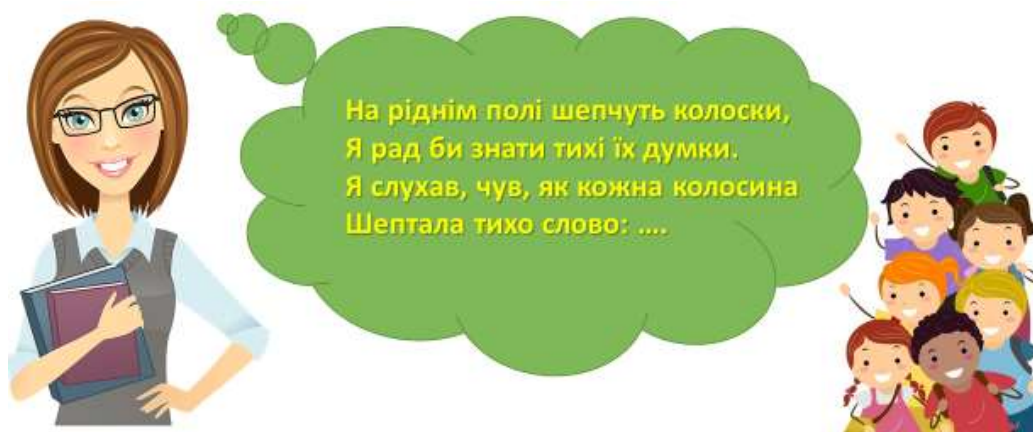 На ріднім полі шепчуть колоски,
Я рад би знати тихі їх думки.
Я слухав, чув, як кожна колосина
Шептала тихо слово: ....